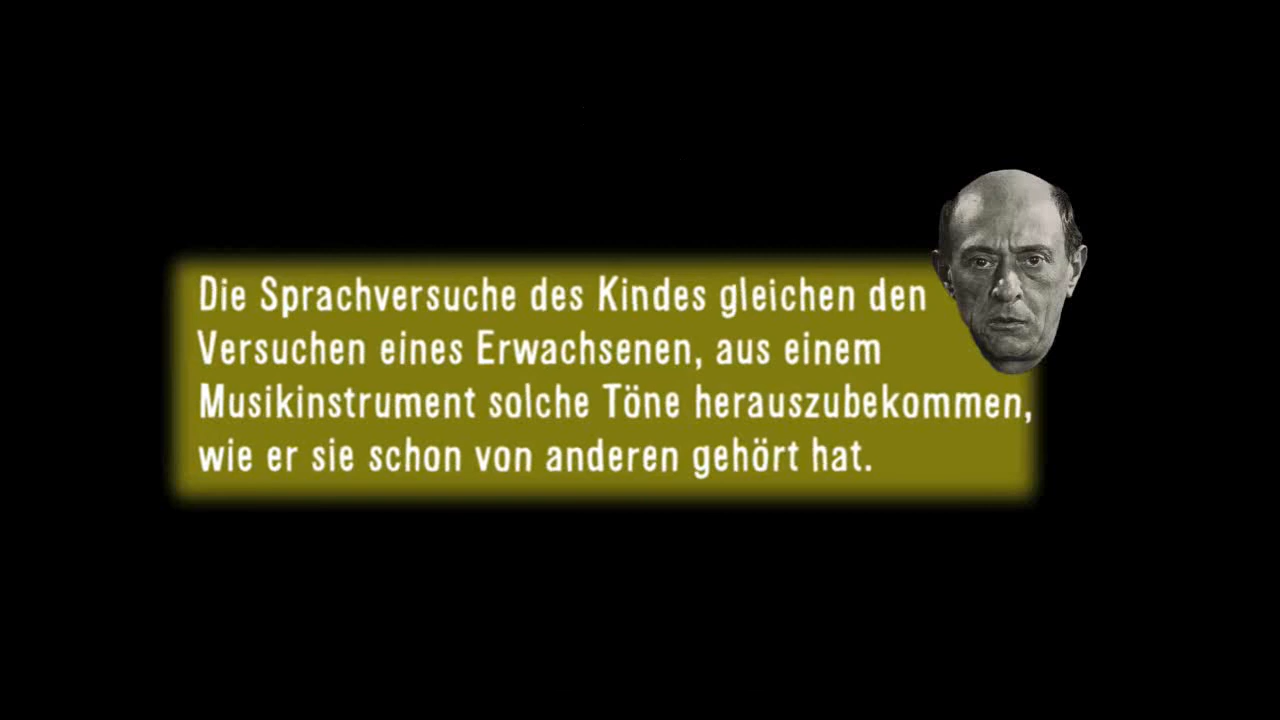 Die Sprachversuche des Kindes gleichen den
Versuchen eines Erwachsenen, aus einem
Musikinstrument solche Töne herauszubekommen,
wie er sie schon von anderen gehört hat.